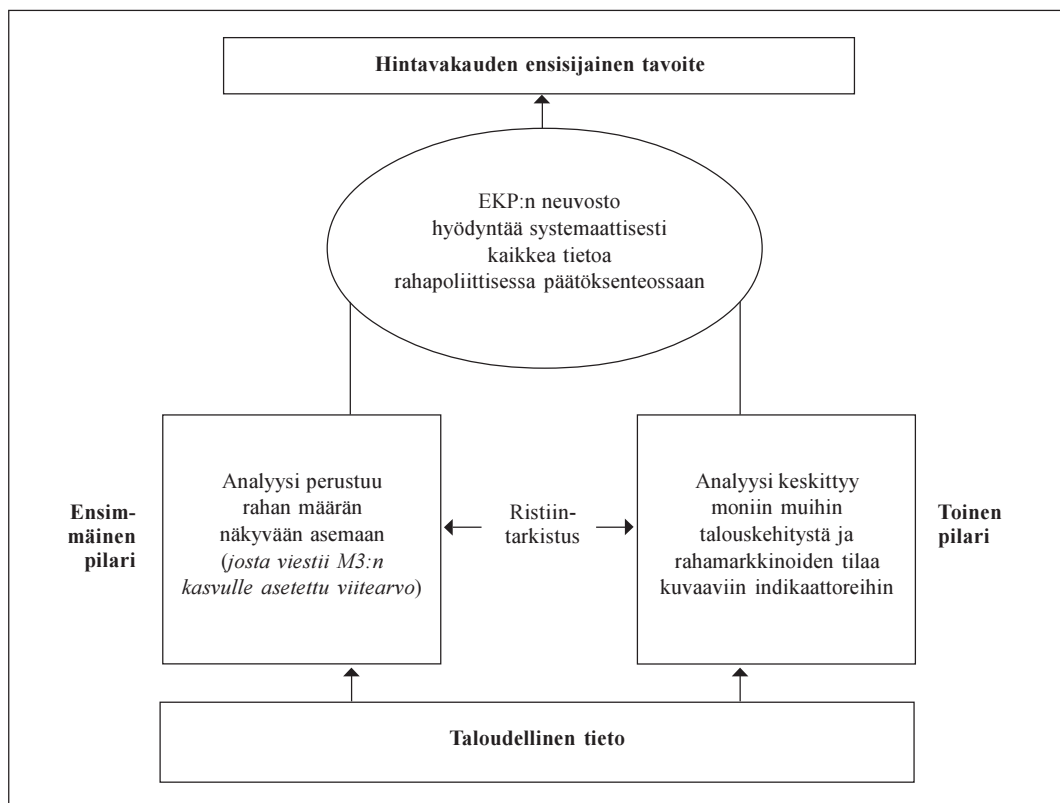 Hintavakauden ensisijainen tavoite
EKP:n neuvosto
hyödyntää systemaattisesti
kaikkea tietoa
rahapoliittisessa päätöksenteossaan
Ensim-
mäinen
pilari
Analyysi perustuu
rahan määrän
näkyvään asemaan
(josta viestii M3:n
kasvulle asetettu viitearvo)
Ristiin-
tarkistus
Analyysi keskittyy
moniin muihin
talouskehitystä ja
rahamarkkinoiden tilaa
kuvaaviin indikaattoreihin
Toinen
pilari
Taloudellinen tieto